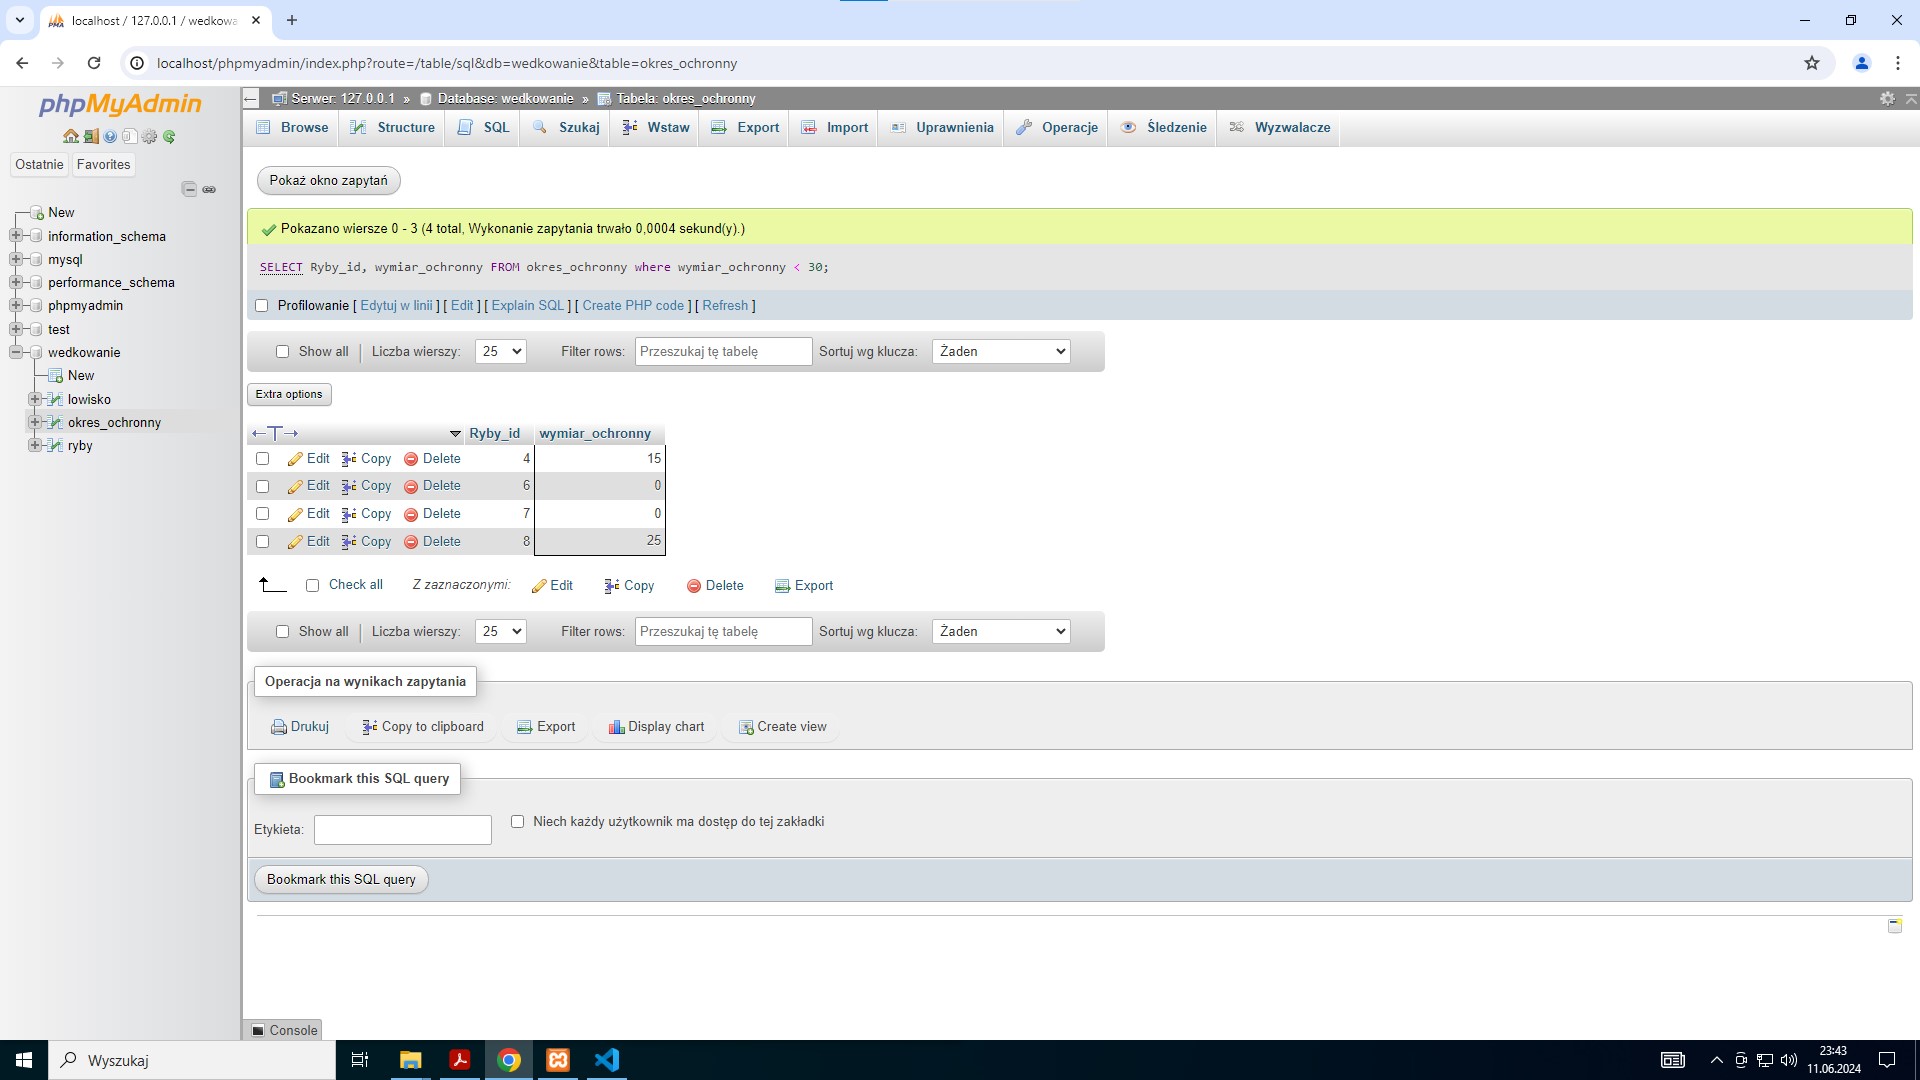 localhost / 127.0.0.1 / wedkowa
localhost/phpmyadmin/index.php?route=/table/sql&db=wedkowanie&table=okres_ochronny
phpMyAdmin
Ostatnie Favorites
New
information_schema
mysql
performance_schema
phpmyadmin
test
wedkowanie
New
lowisko
okres_ochronny
ryby
Serwer: 127.0.0.1 » Database: wedkowanie » Tabela: okres_ochronny
Browse Structure SQL Szukaj Wstaw Export Import Uprawnienia Operacje Śledzenie Wyzwalacze
Pokaż okno zapytań
Pokazano wiersze 0 - 3 (4 total, Wykonanie zapytania trwało 0,0004 sekund(y).)
SELECT Ryby_id, wymiar_ochronny FROM okres_ochronny where wymiar_ochronny < 30;
Profilowanie [ Edytuj w linii ] [ Edit ] [ Explain SQL ] [ Create PHP code ] [ Refresh ]
Show all Liczba wierszy: 25 Filter rows: Przeszukaj tę tabelę Sortuj wg klucza: Żaden
Extra options
←T→ Ryby_id wymiar_ochronny
Edit Copy Delete 4 15
Edit Copy Delete 6 0
Edit Copy Delete 7 0
Edit Copy Delete 8 25
Check all Z zaznaczonymi: Edit Copy Delete Export
Show all Liczba wierszy: 25 Filter rows: Przeszukaj tę tabelę Sortuj wg klucza: Żaden
Operacja na wynikach zapytania
Drukuj Copy to clipboard Export Display chart Create view
Bookmark this SQL query
Etykieta: Niech każdy użytkownik ma dostęp do tej zakładki
Bookmark this SQL query
Console
Wyszukaj
23:43
11.06.2024